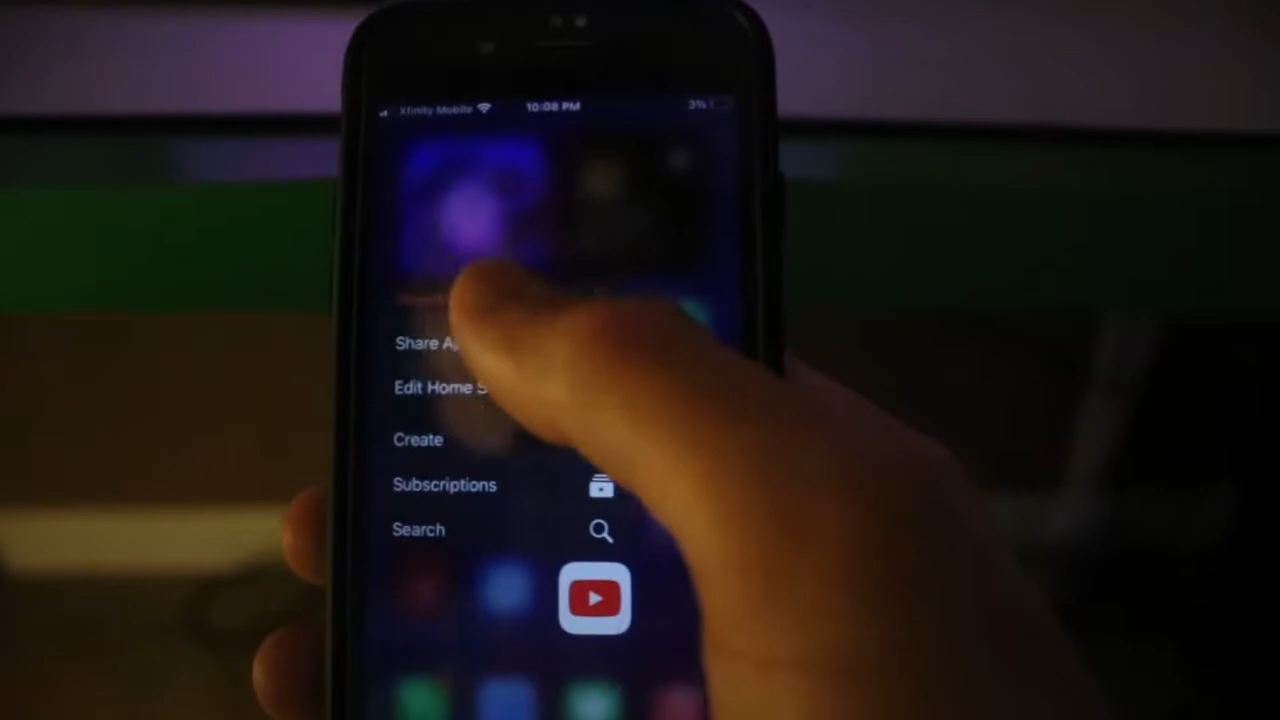 Xfinity Mobile 10:08 PM 3%
Share A
Edit Home S
Create
Subscriptions
Search